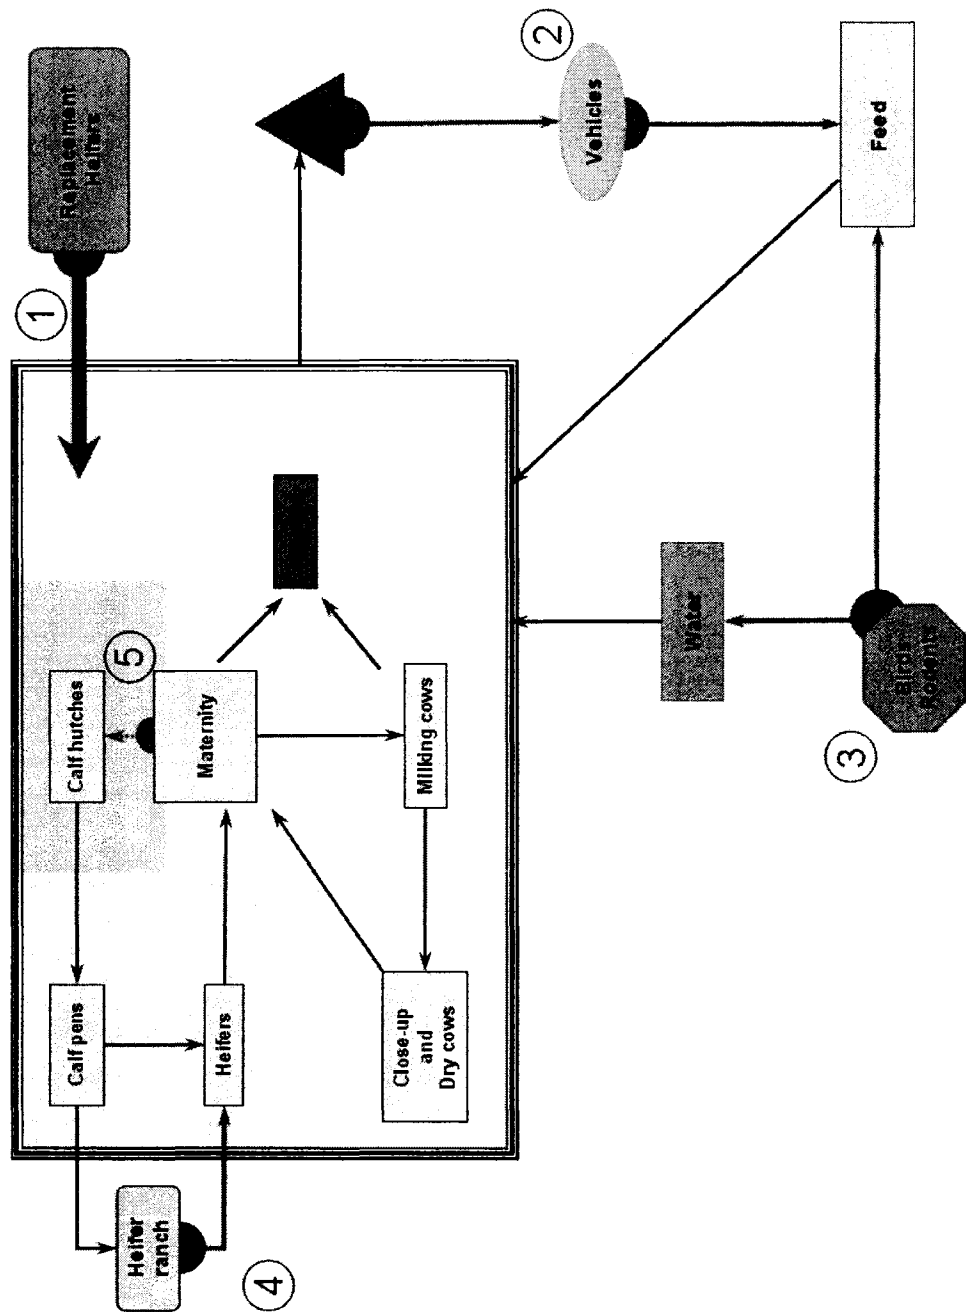 Replacement
Heifers
1
2
Vehicles
Feed
5
Calf hutches
Maternity
Milking cows
Water
3
Birds
Rodents
Calf pens
Heifers
Close-up
and
Dry cows
Heifer
ranch
4